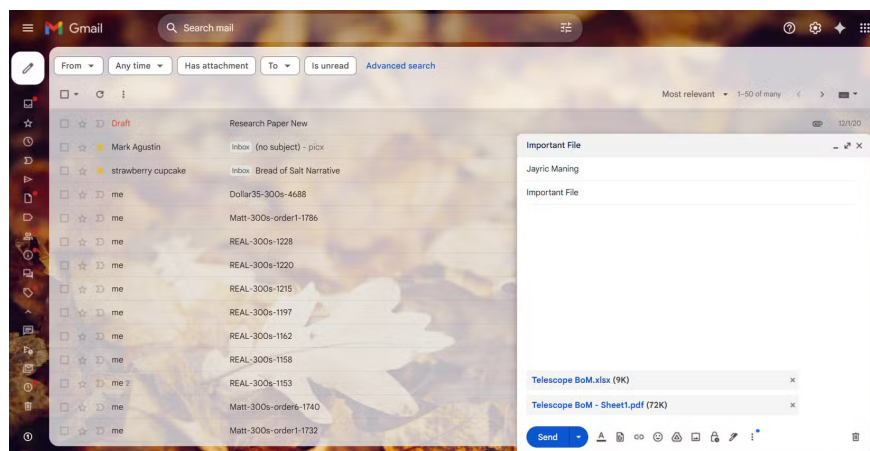 Gmail
Search mail
From
Any time
Has attachment
To
Is unread
Advanced search
Most relevant
1–50 of many
Draft Research Paper New 12/1/20
Mark Agustin Inbox (no subject) - picx
strawberry cupcake Inbox Bread of Salt Narrative
me Dollar35-300s-4688
me Matt-300s-order1-1786
me REAL-300s-1228
me REAL-300s-1220
me REAL-300s-1215
me REAL-300s-1197
me REAL-300s-1162
me REAL-300s-1158
me 2 REAL-300s-1153
me Matt-300s-order6-1740
me Matt-300s-order1-1732
Important File
Jayric Maning
Important File
Telescope BoM.xlsx (9K)
Telescope BoM - Sheet1.pdf (72K)
Send